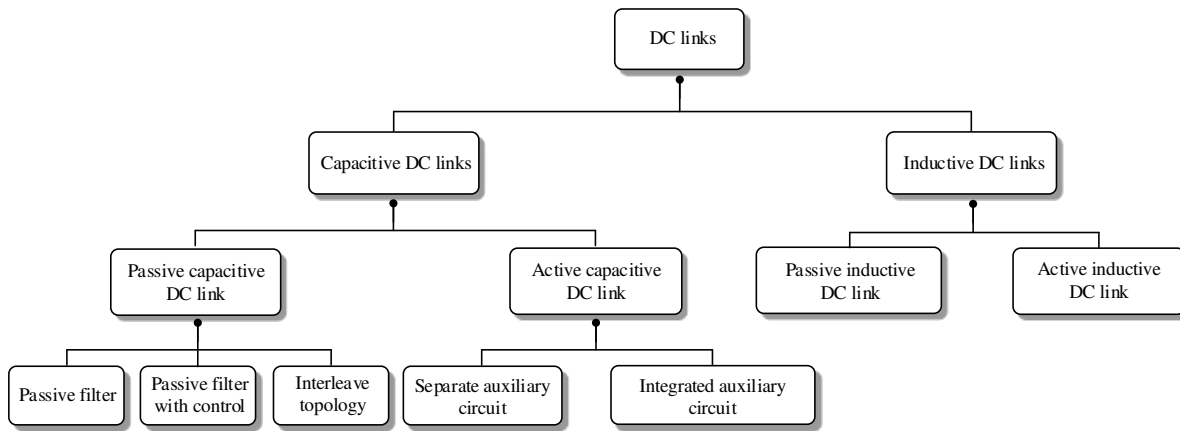 DC links
Capacitive DC links
Inductive DC links
Passive capacitive
DC link
Active capacitive
DC link
Passive inductive
DC link
Active inductive
DC link
Passive filter
Passive filter
with control
Interleave
topology
Separate auxiliary
circuit
Integrated auxiliary
circuit